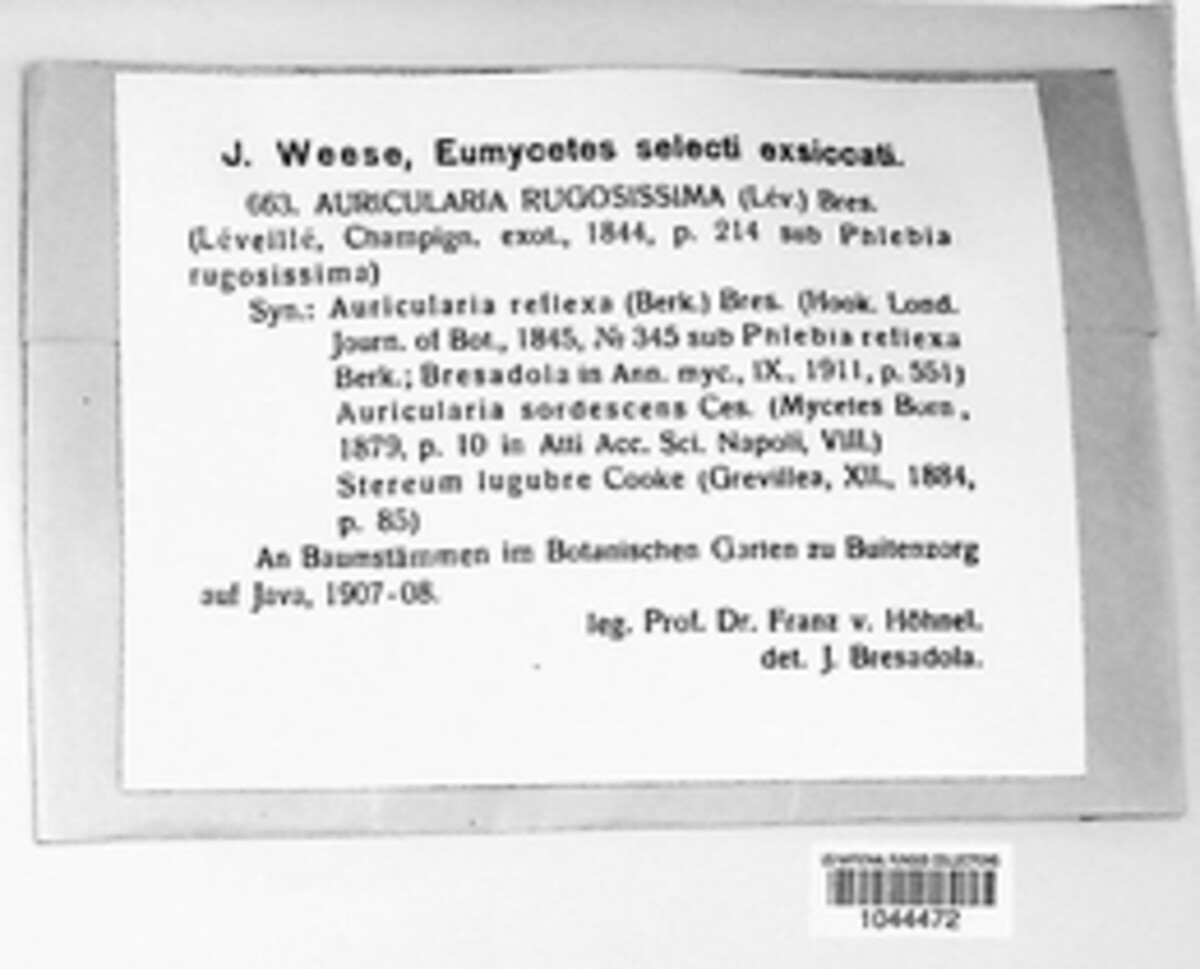 J. Weese, Eumycetes selecti exsiccati.
663. AURICULARIA RUGOSISSIMA (Lév.) Bres.
(Léveillé, Champign. exot., 1844, p. 214 sub Phlebia
rugosissima)
Syn.: Auricularia reflexa (Berk.) Bres. (Hook. Lond.
Journ. of Bot., 1845, № 345 sub Phlebia reflexa
Berk.; Bresadola in Ann. myc., IX., 1911, p. 551)
Auricularia sordescens Ces. (Mycetes Born.,
1879, p. 10 in Atti Acc. Sci. Napoli, VIII.)
Stereum lugubre Cooke (Grevillea, XII., 1884,
p. 85)
An Baumstämmen im Botanischen Garten zu Buitenzorg
auf Java, 1907-08.
leg. Prof. Dr. Franz v. Höhnel.
det. J. Bresadola.
US NATIONAL FUNGUS COLLECTIONS
1044472